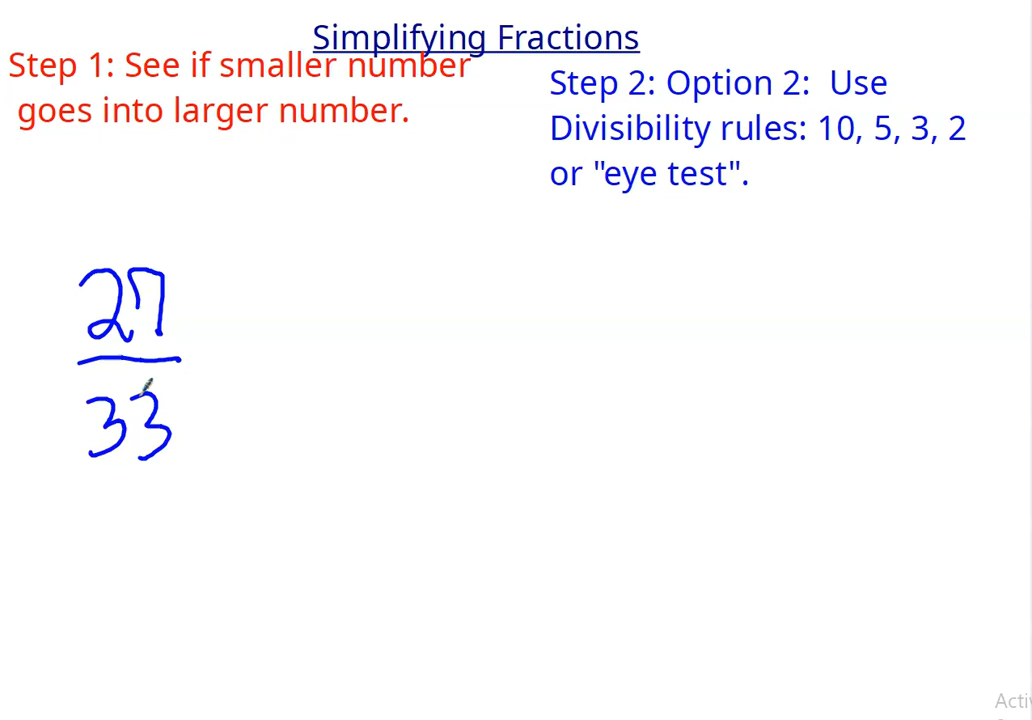 Simplifying Fractions
Step 1: See if smaller number
goes into larger number.
Step 2: Option 2: Use
Divisibility rules: 10, 5, 3, 2
or "eye test".
27
33